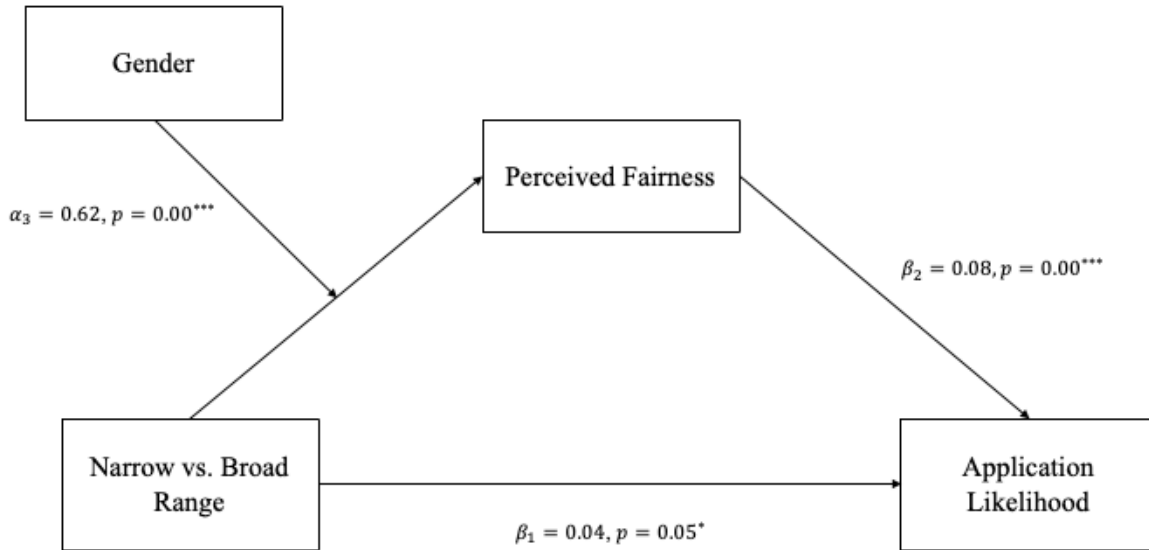 Gender
Perceived Fairness
α₃ = 0.62, p = 0.00***
β₂ = 0.08, p = 0.00***
Narrow vs. Broad
Range
Application
Likelihood
β₁ = 0.04, p = 0.05*